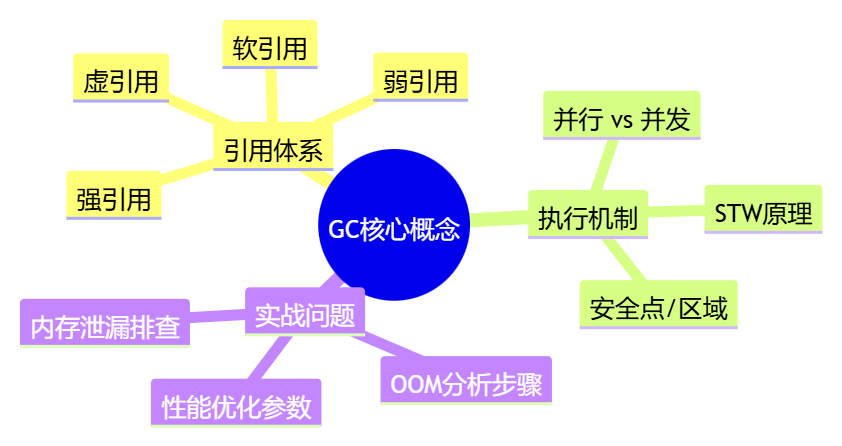 GC核心概念
引用体系
强引用
虚引用
软引用
弱引用
执行机制
并行 vs 并发
STW原理
安全点/区域
实战问题
内存泄漏排查
性能优化参数
OOM分析步骤